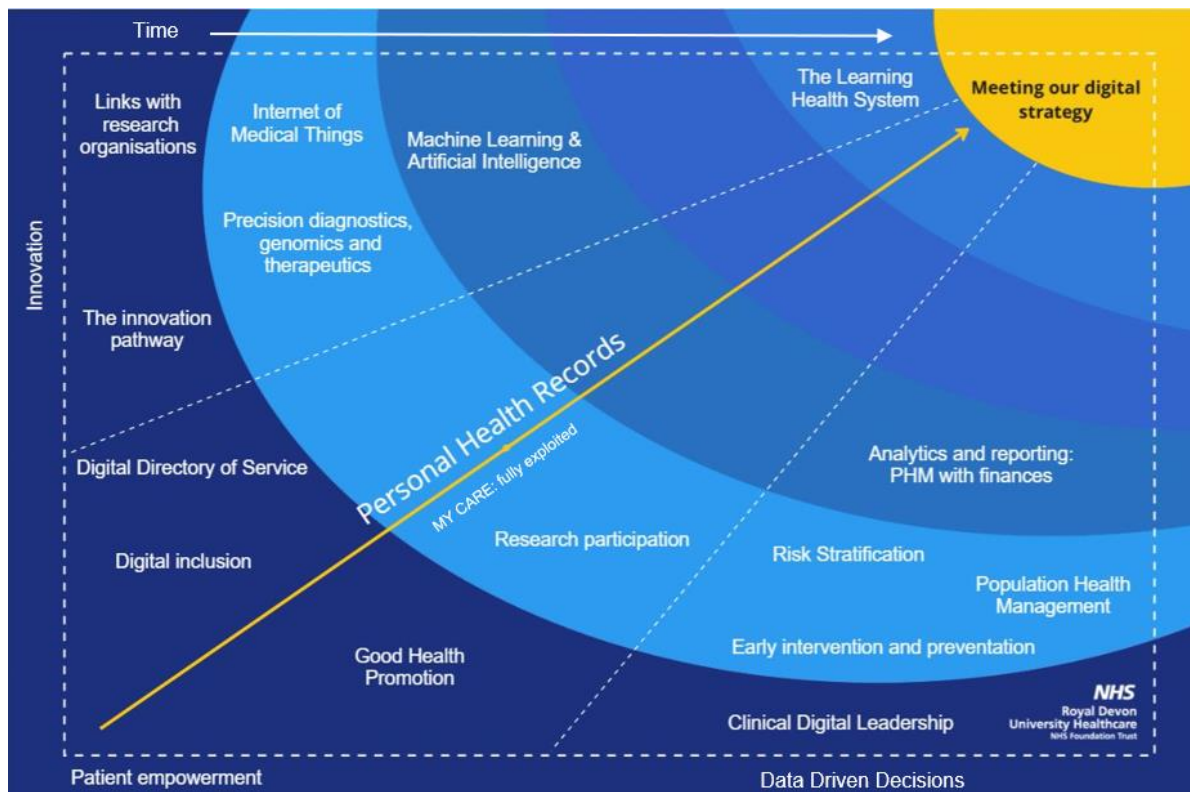 Time
Links with
research
organisations
Internet of
Medical Things
Machine Learning &
Artificial Intelligence
The Learning
Health System
Meeting our digital
strategy
Precision diagnostics,
genomics and
therapeutics
Innovation
The innovation
pathway
Personal Health Records
MY CARE: fully exploited
Digital Directory of Service
Analytics and reporting:
PHM with finances
Digital inclusion
Research participation
Risk Stratification
Population Health
Management
Good Health
Promotion
Early intervention and preventation
Clinical Digital Leadership
NHS
Royal Devon
University Healthcare
NHS Foundation Trust
Patient empowerment
Data Driven Decisions